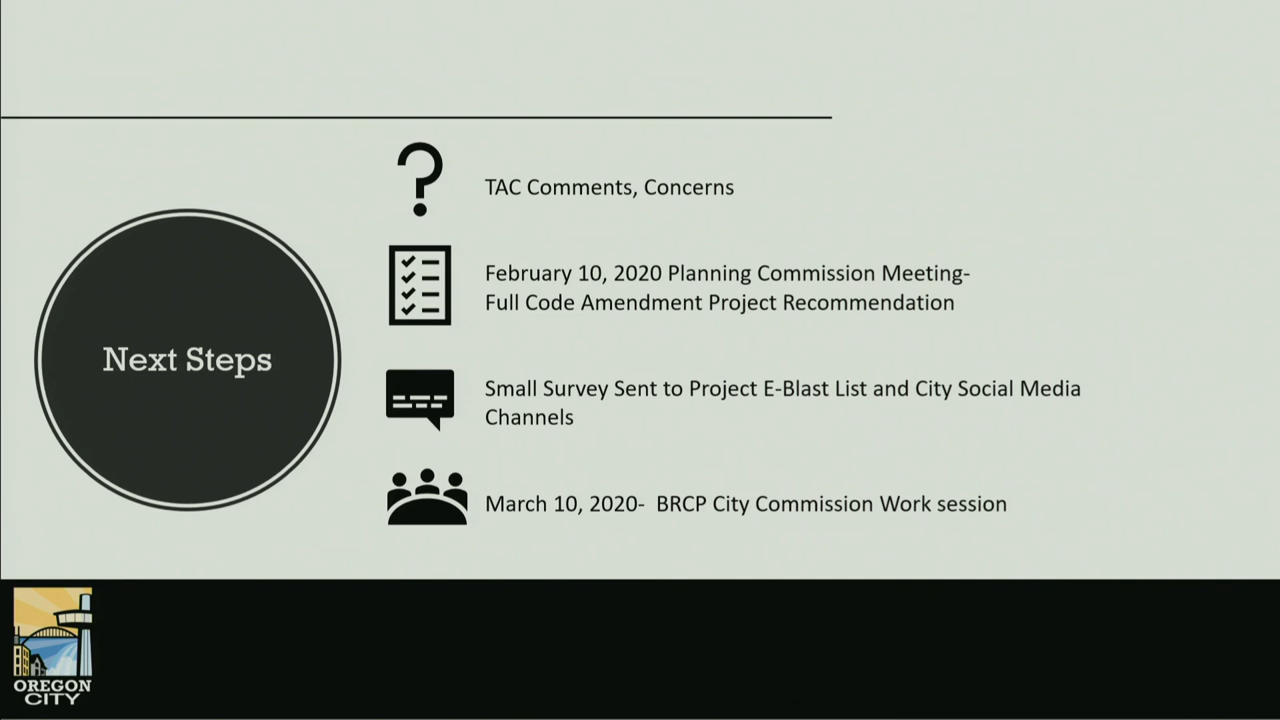 Next Steps
TAC Comments, Concerns
February 10, 2020 Planning Commission Meeting-
Full Code Amendment Project Recommendation
Small Survey Sent to Project E-Blast List and City Social Media
Channels
March 10, 2020-  BRCP City Commission Work session
OREGON
CITY